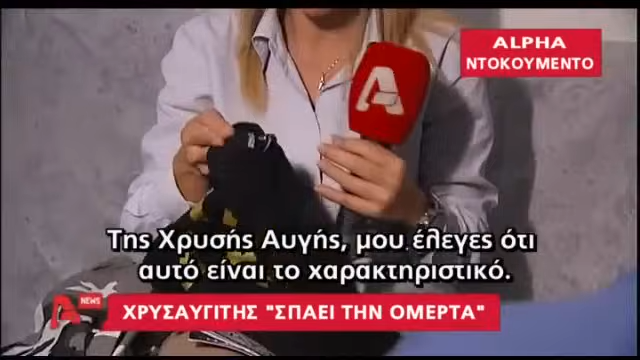 ALPHA
ΝΤΟΚΟΥΜΕΝΤΟ
Της Χρυσής Αυγής, μου έλεγες ότι
αυτό είναι το χαρακτηριστικό.
NEWS
ΧΡΥΣΑΥΓΙΤΗΣ "ΣΠΑΕΙ ΤΗΝ ΟΜΕΡΤΑ"